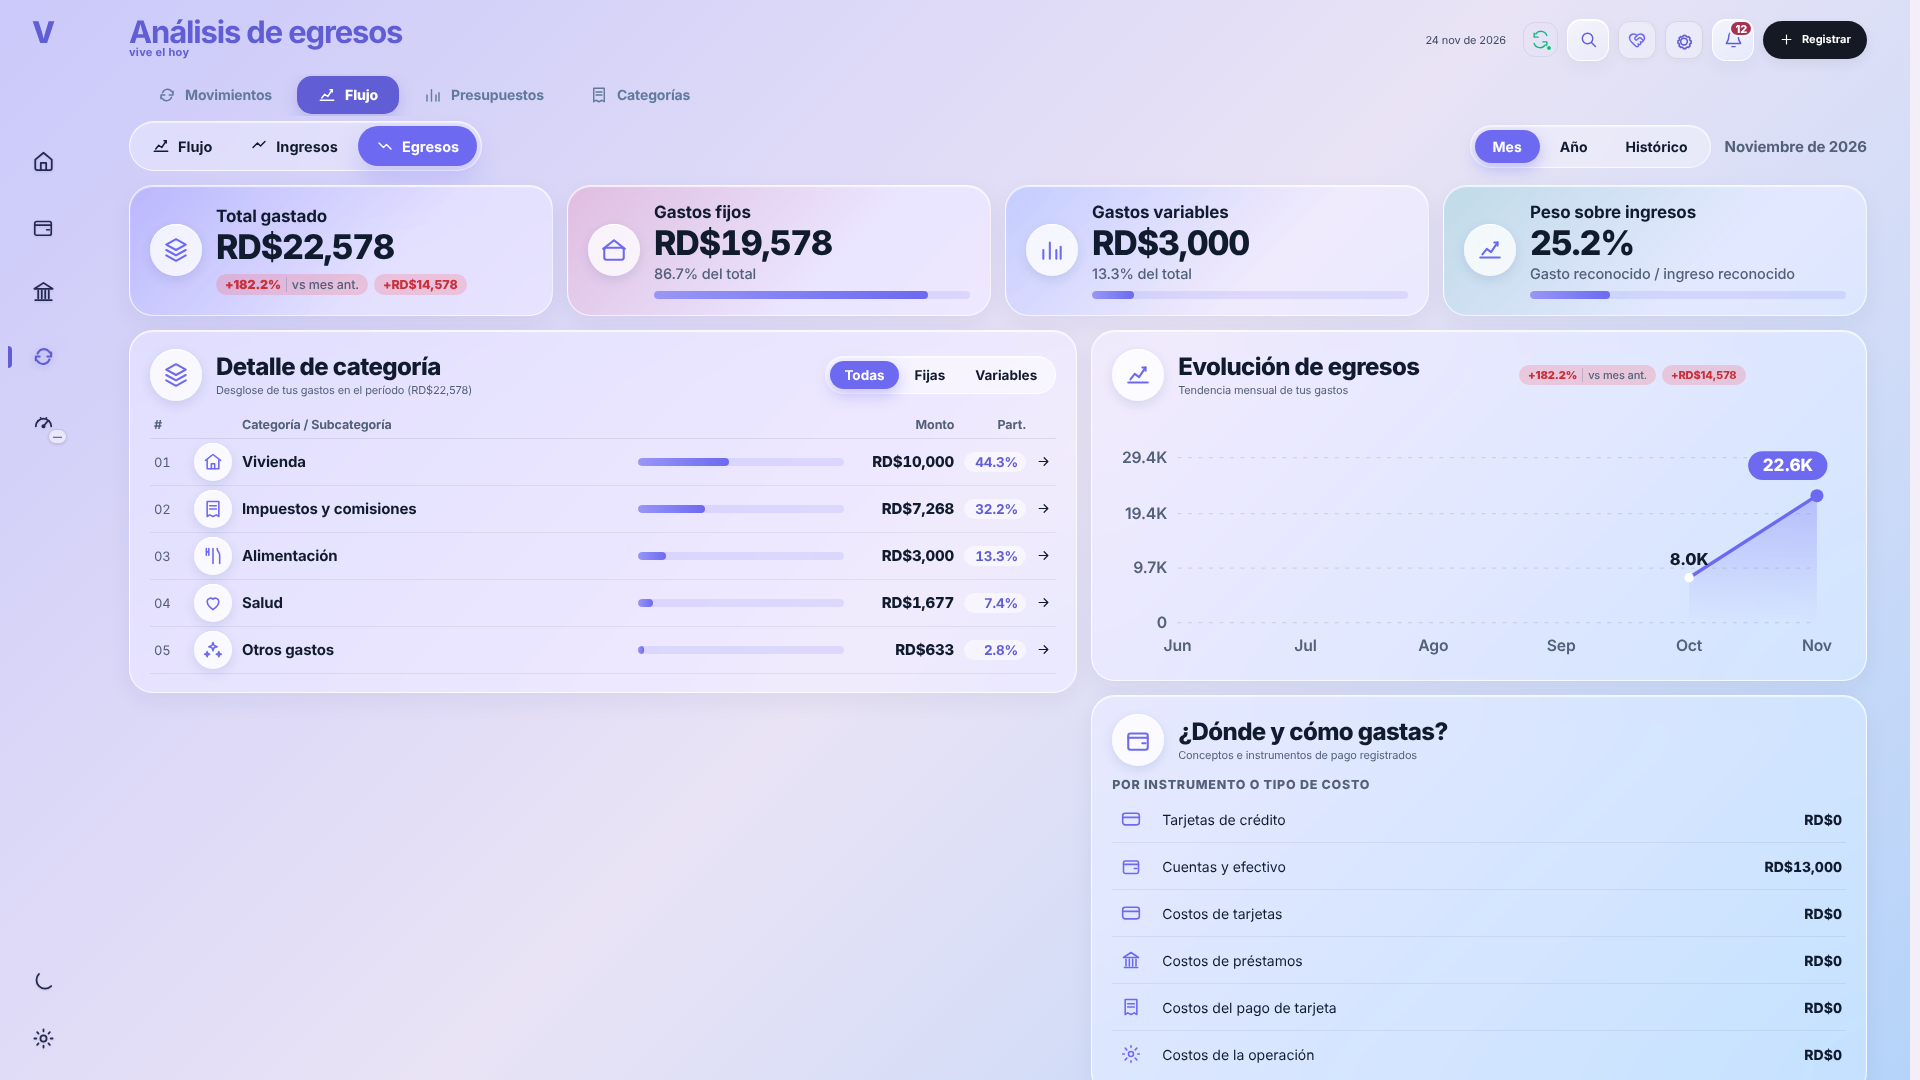 V
Análisis de egresos
vive el hoy
24 nov de 2026
12
Registrar
Movimientos
Flujo
Presupuestos
Categorías
Flujo
Ingresos
Egresos
Mes
Año
Histórico
Noviembre de 2026
Total gastado
RD$22,578
+182.2% vs mes ant. +RD$14,578
Gastos fijos
RD$19,578
86.7% del total
Gastos variables
RD$3,000
13.3% del total
Peso sobre ingresos
25.2%
Gasto reconocido / ingreso reconocido
Detalle de categoría
Desglose de tus gastos en el período (RD$22,578)
Todas
Fijas
Variables
# Categoría / Subcategoría Monto Part.
01 Vivienda RD$10,000 44.3%
02 Impuestos y comisiones RD$7,268 32.2%
03 Alimentación RD$3,000 13.3%
04 Salud RD$1,677 7.4%
05 Otros gastos RD$633 2.8%
Evolución de egresos
Tendencia mensual de tus gastos
+182.2% vs mes ant. +RD$14,578
29.4K
22.6K
19.4K
9.7K
8.0K
0
Jun Jul Ago Sep Oct Nov
¿Dónde y cómo gastas?
Conceptos e instrumentos de pago registrados
POR INSTRUMENTO O TIPO DE COSTO
Tarjetas de crédito RD$0
Cuentas y efectivo RD$13,000
Costos de tarjetas RD$0
Costos de préstamos RD$0
Costos del pago de tarjeta RD$0
Costos de la operación RD$0